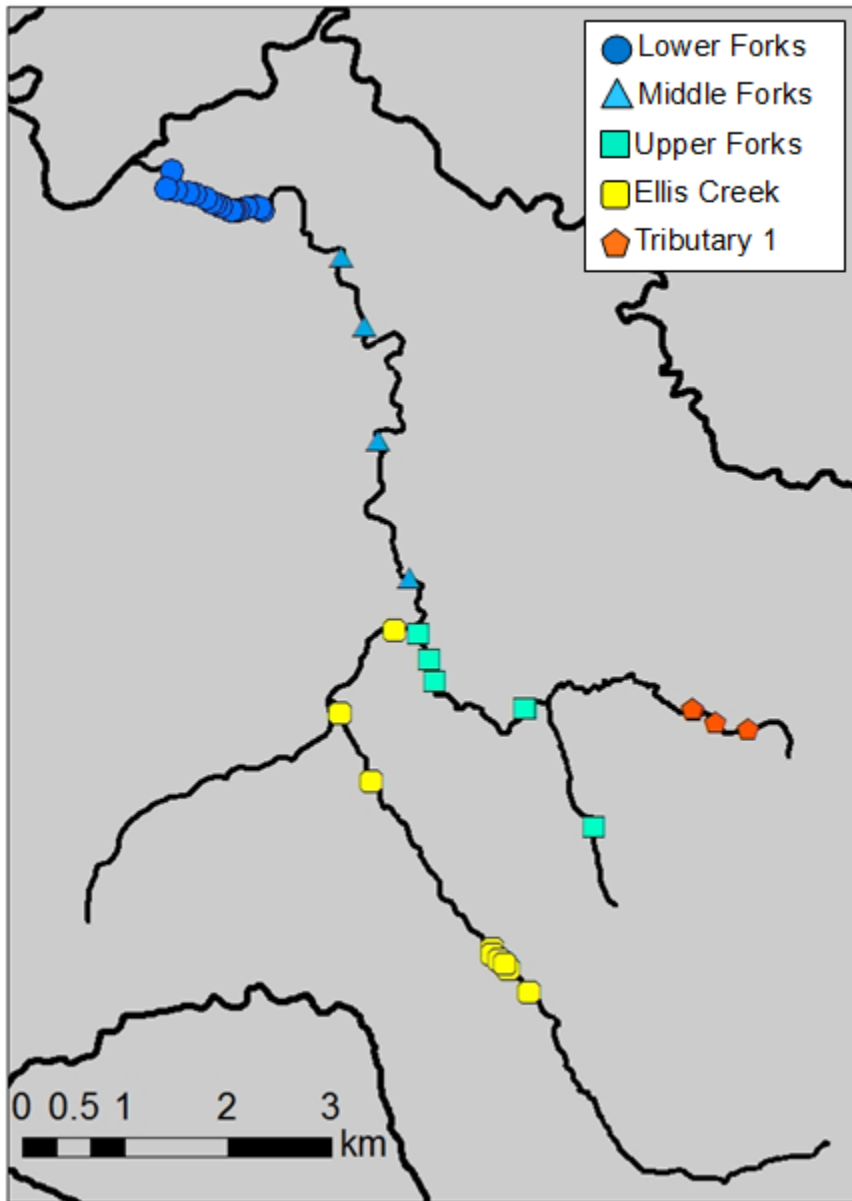 Lower Forks
Middle Forks
Upper Forks
Ellis Creek
Tributary 1
0 0.5 1 2 3
km